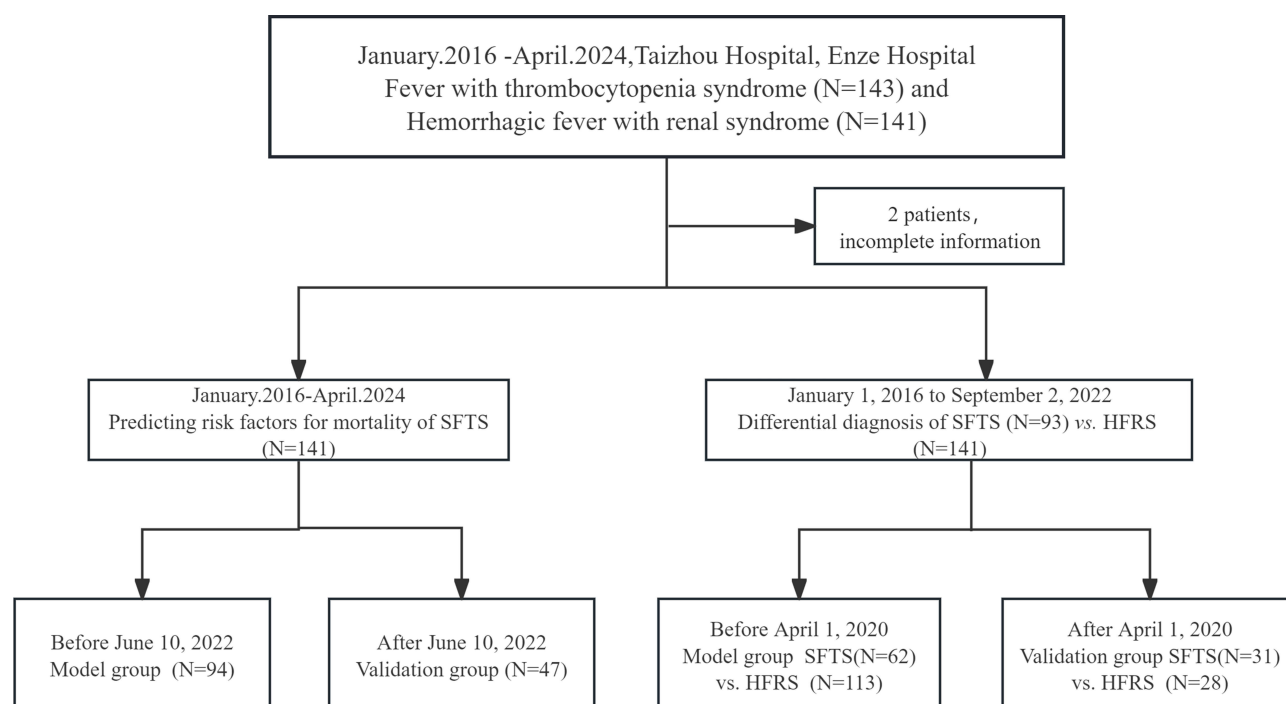 January.2016 -April.2024,Taizhou Hospital, Enze Hospital
Fever with thrombocytopenia syndrome (N=143) and
Hemorrhagic fever with renal syndrome (N=141)
2 patients,
incomplete information
January.2016-April.2024
Predicting risk factors for mortality of SFTS
(N=141)
January 1, 2016 to September 2, 2022
Differential diagnosis of SFTS (N=93) vs. HFRS
(N=141)
Before June 10, 2022
Model group (N=94)
After June 10, 2022
Validation group (N=47)
Before April 1, 2020
Model group SFTS(N=62)
vs. HFRS (N=113)
After April 1, 2020
Validation group SFTS(N=31)
vs. HFRS (N=28)